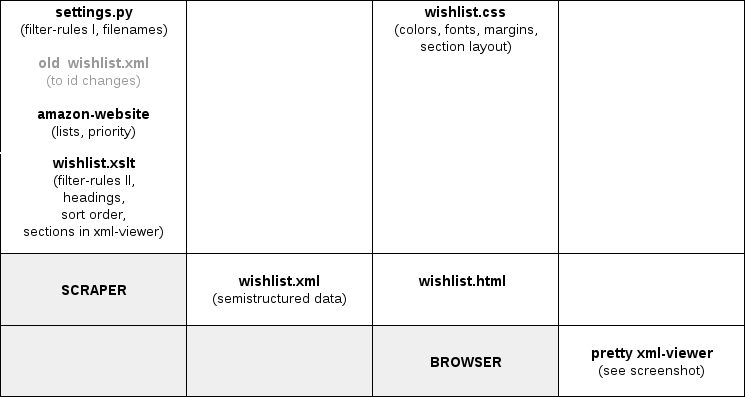 settings.py
(filter-rules I, filenames)
old  wishlist.xml
(to id changes)
amazon-website
(lists, priority)
wishlist.xslt
(filter-rules II,
headings,
sort order,
sections in xml-viewer)
wishlist.css
(colors, fonts, margins,
section layout)
SCRAPER
wishlist.xml
(semistructured data)
wishlist.html
BROWSER
pretty xml-viewer
(see screenshot)